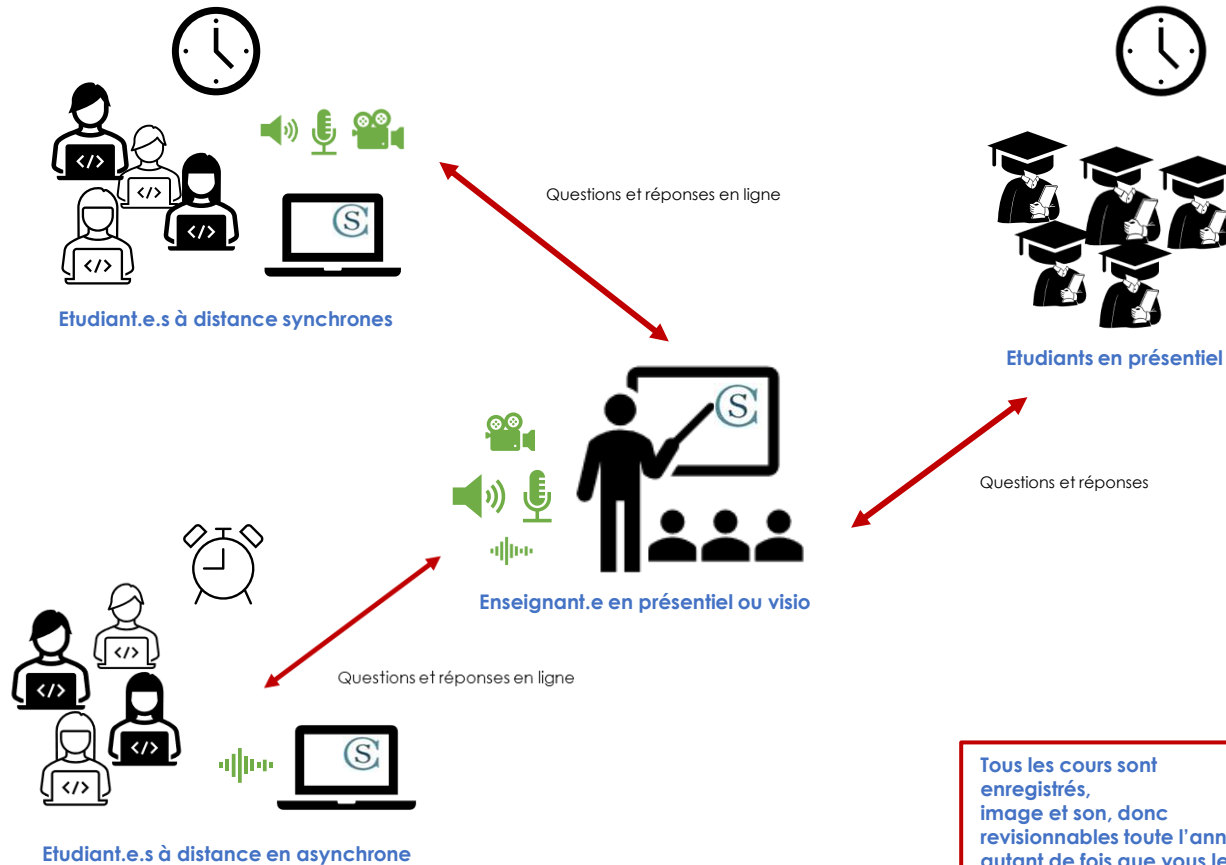 Questions et réponses en ligne
Etudiant.e.s à distance synchrones
Etudiants en présentiel
Questions et réponses
Enseignant.e en présentiel ou visio
Questions et réponses en ligne
Etudiant.e.s à distance en asynchrone
Tous les cours sont
enregistrés,
image et son, donc
revisionnables toute l’ann
autant de fois que vous le